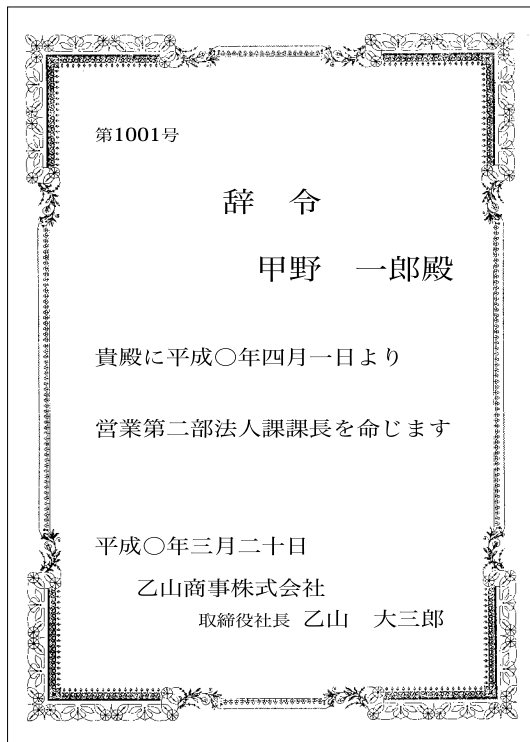 第1001号
辞　令
甲野　一郎殿
貴殿に平成〇年四月一日より
営業第二部法人課課長を命じます
平成〇年三月二十日
乙山商事株式会社
取締役社長 乙山　大三郎